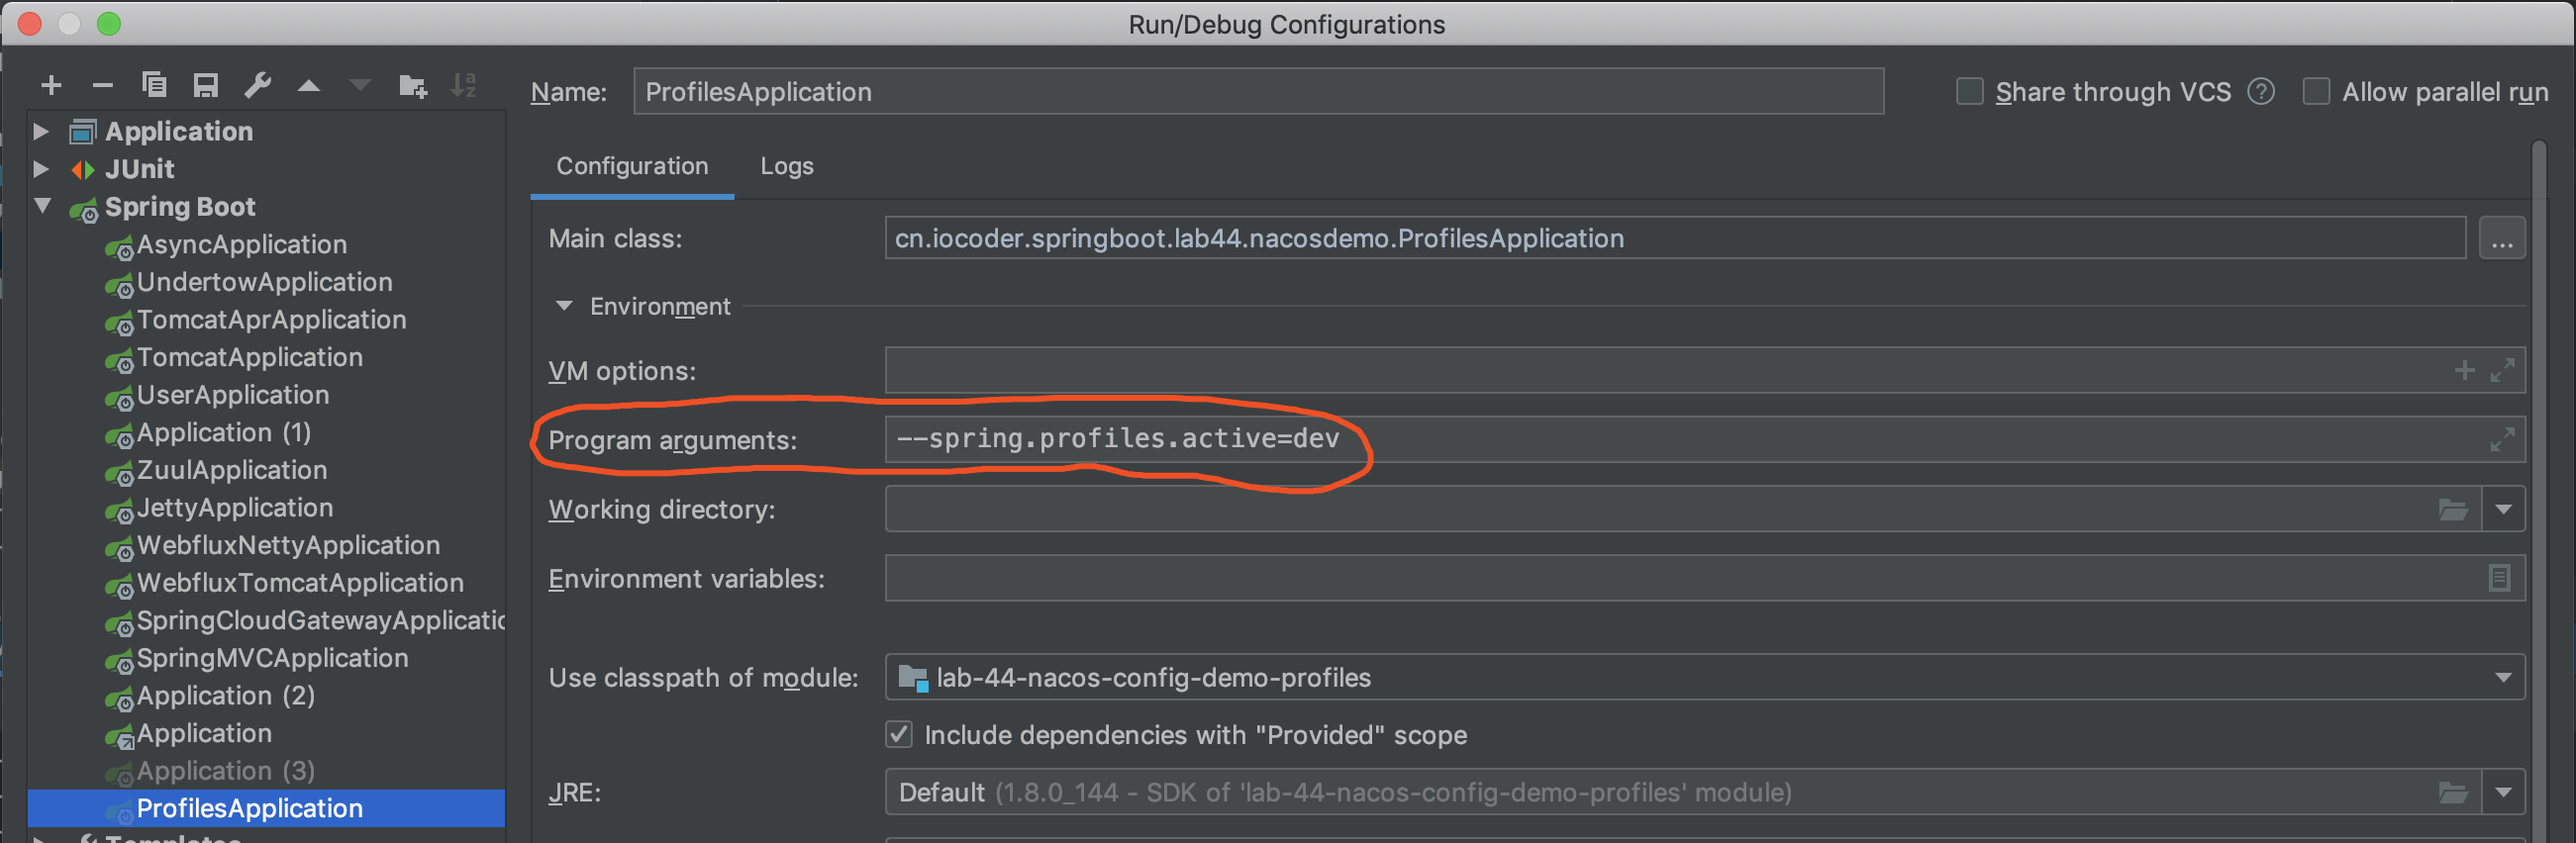 Run/Debug Configurations
Name: ProfilesApplication Share through VCS ? Allow parallel run
Application
JUnit
Spring Boot
AsyncApplication
UndertowApplication
TomcatAprApplication
TomcatApplication
UserApplication
Application (1)
ZuulApplication
JettyApplication
WebfluxNettyApplication
WebfluxTomcatApplication
SpringCloudGatewayApplicatio
SpringMVCApplication
Application (2)
Application
Application (3)
ProfilesApplication
Templates
Configuration Logs
Main class: cn.iocoder.springboot.lab44.nacosdemo.ProfilesApplication ...
Environment
VM options:
Program arguments: --spring.profiles.active=dev
Working directory:
Environment variables:
Use classpath of module: lab-44-nacos-config-demo-profiles
Include dependencies with "Provided" scope
JRE: Default (1.8.0_144 - SDK of 'lab-44-nacos-config-demo-profiles' module)